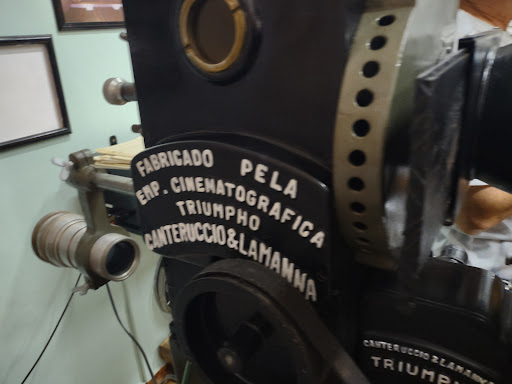 FABRICADO PELA
EMP. CINEMATOGRAFICA
TRIUMPHO
CANTERUCCIO & LAMANNA
CANTERUCCIO & LAMANNA
TRIUMPHO